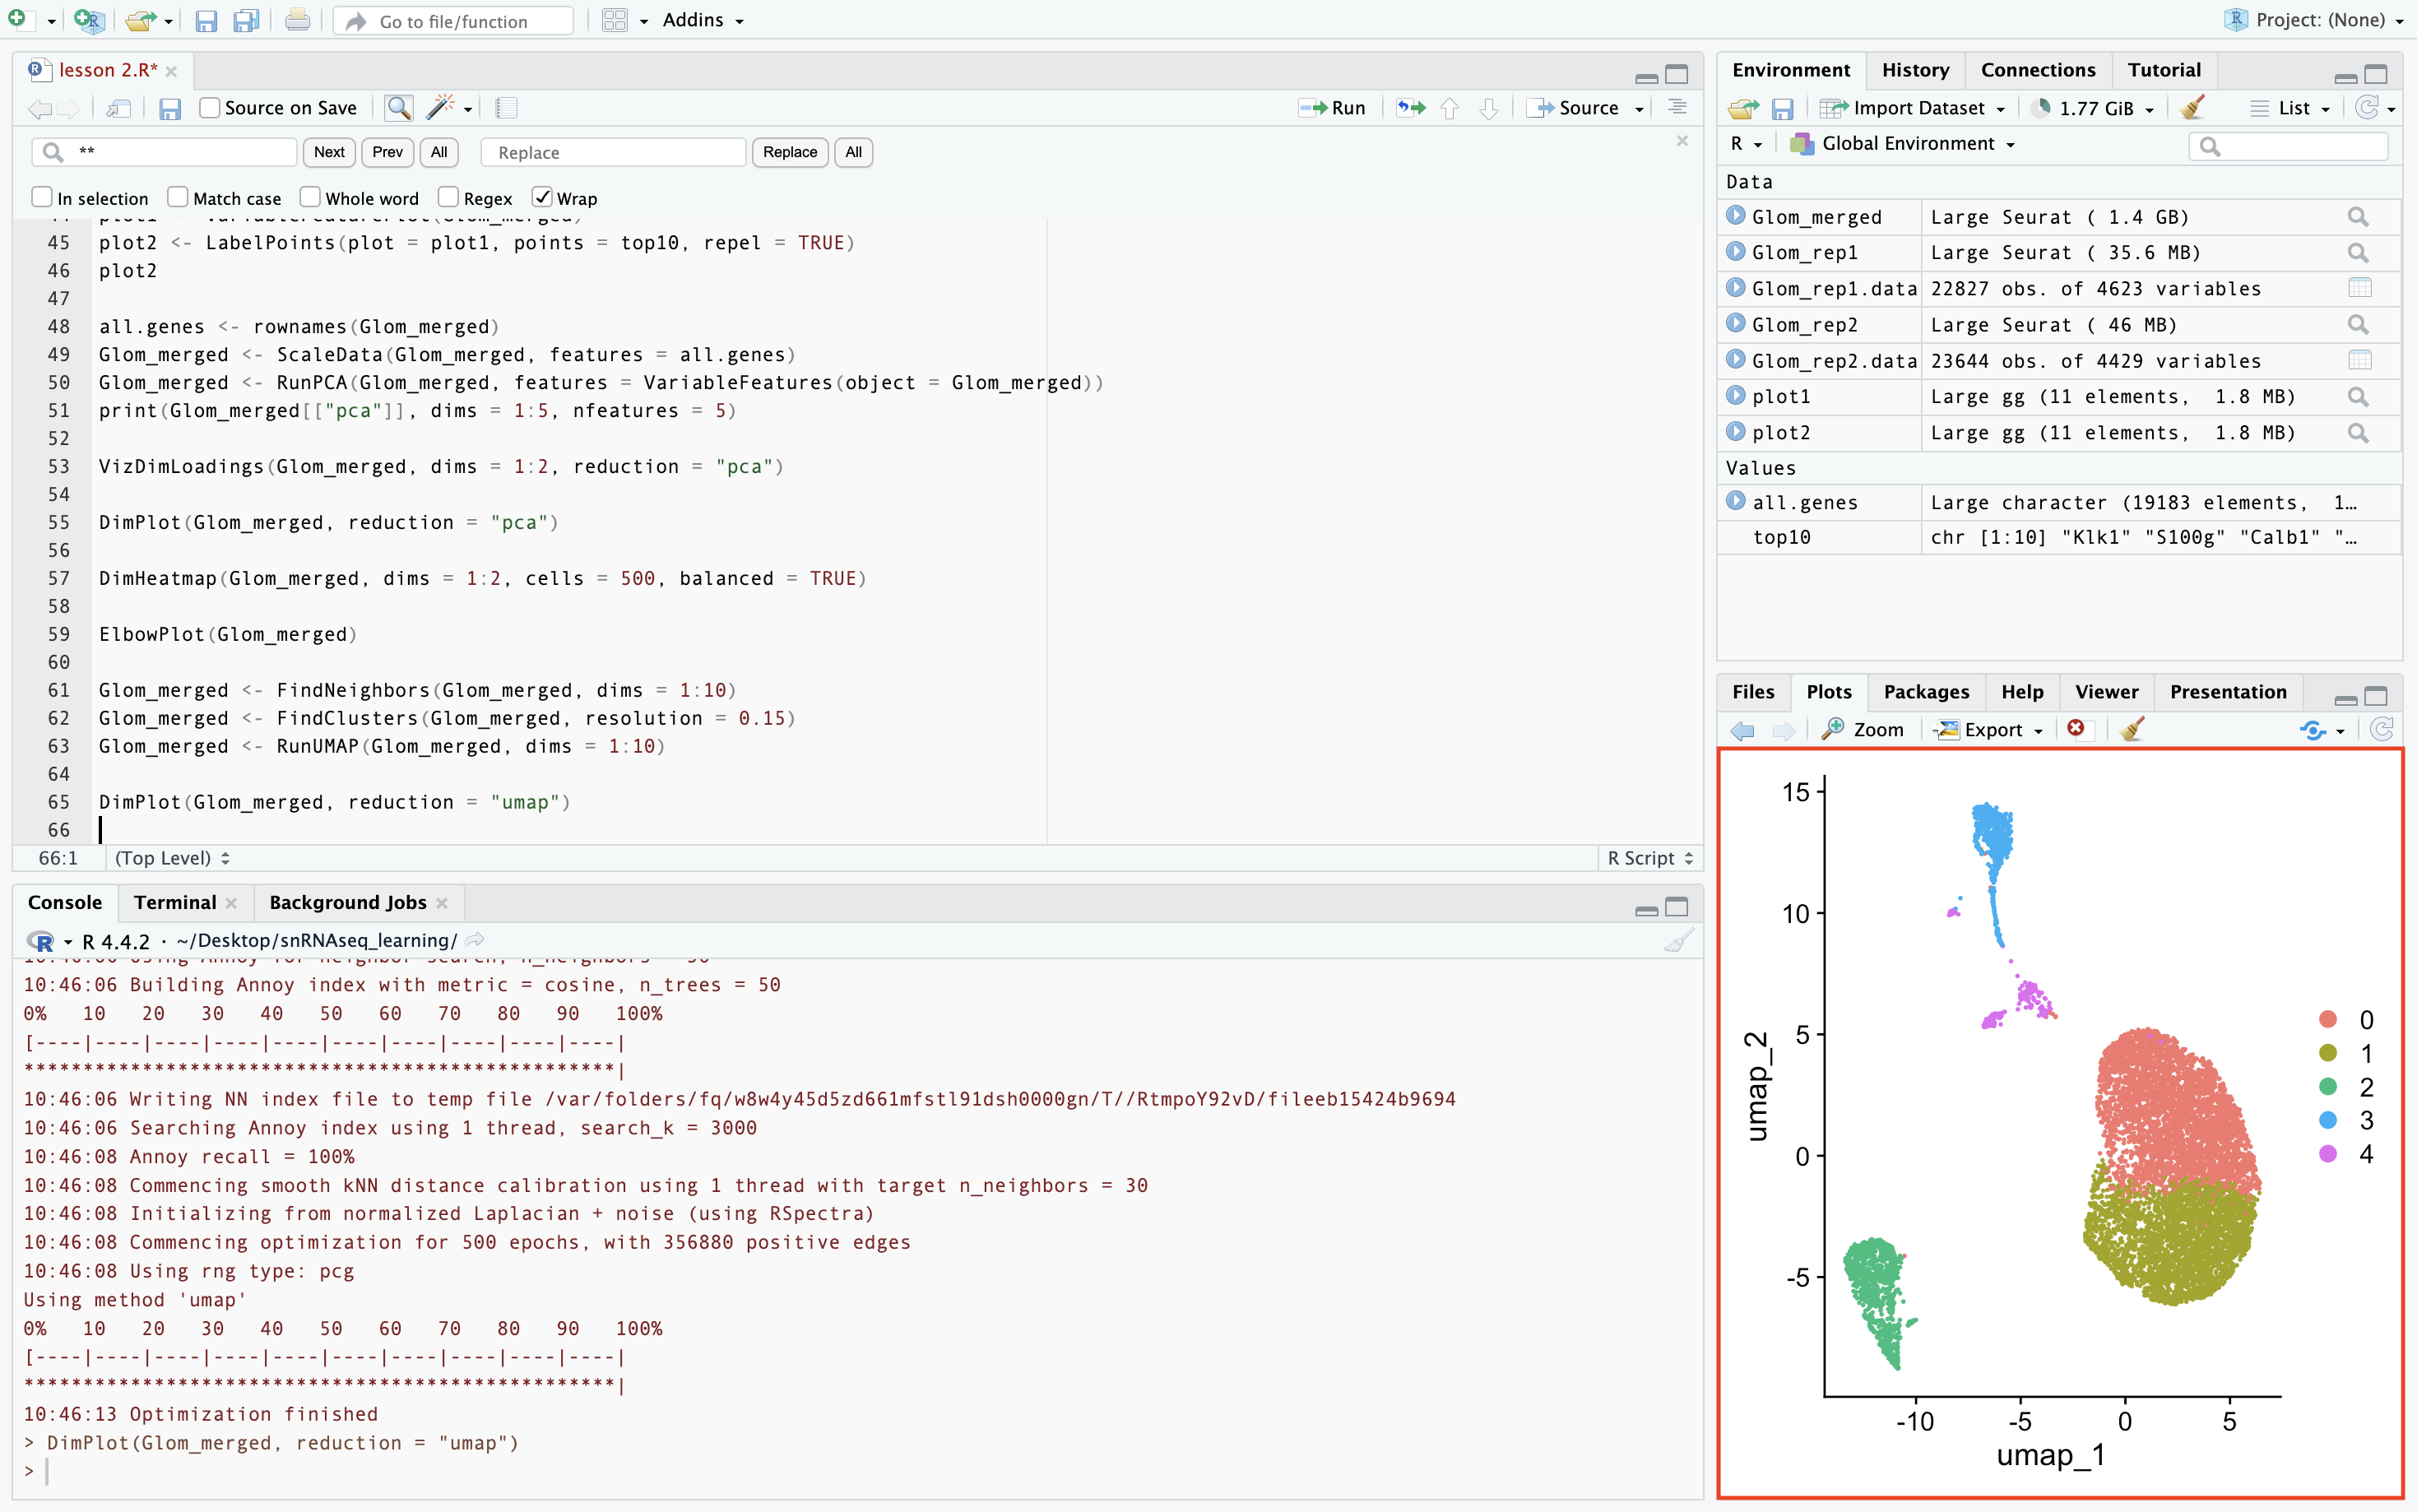 Go to file/function
Addins
Project: (None)
lesson 2.R*
Source on Save
Run
Source
**
Next
Prev
All
Replace
Replace
All
In selection
Match case
Whole word
Regex
Wrap
45 plot2 <- LabelPoints(plot = plot1, points = top10, repel = TRUE)
46 plot2
47
48 all.genes <- rownames(Glom_merged)
49 Glom_merged <- ScaleData(Glom_merged, features = all.genes)
50 Glom_merged <- RunPCA(Glom_merged, features = VariableFeatures(object = Glom_merged))
51 print(Glom_merged[["pca"]], dims = 1:5, nfeatures = 5)
52
53 VizDimLoadings(Glom_merged, dims = 1:2, reduction = "pca")
54
55 DimPlot(Glom_merged, reduction = "pca")
56
57 DimHeatmap(Glom_merged, dims = 1:2, cells = 500, balanced = TRUE)
58
59 ElbowPlot(Glom_merged)
60
61 Glom_merged <- FindNeighbors(Glom_merged, dims = 1:10)
62 Glom_merged <- FindClusters(Glom_merged, resolution = 0.15)
63 Glom_merged <- RunUMAP(Glom_merged, dims = 1:10)
64
65 DimPlot(Glom_merged, reduction = "umap")
66
66:1 (Top Level)
R Script
Console
Terminal
Background Jobs
R 4.4.2 · ~/Desktop/snRNAseq_learning/
10:46:06 Building Annoy index with metric = cosine, n_trees = 50
0% 10 20 30 40 50 60 70 80 90 100%
[----|----|----|----|----|----|----|----|----|----|
**************************************************|
10:46:06 Writing NN index file to temp file /var/folders/fq/w8w4y45d5zd661mfstl91dsh0000gn/T//RtmpoY92vD/fileeb15424b9694
10:46:06 Searching Annoy index using 1 thread, search_k = 3000
10:46:08 Annoy recall = 100%
10:46:08 Commencing smooth kNN distance calibration using 1 thread with target n_neighbors = 30
10:46:08 Initializing from normalized Laplacian + noise (using RSpectra)
10:46:08 Commencing optimization for 500 epochs, with 356880 positive edges
10:46:08 Using rng type: pcg
Using method 'umap'
0% 10 20 30 40 50 60 70 80 90 100%
[----|----|----|----|----|----|----|----|----|----|
**************************************************|
10:46:13 Optimization finished
> DimPlot(Glom_merged, reduction = "umap")
>
Environment
History
Connections
Tutorial
Import Dataset
1.77 GiB
List
R
Global Environment
Data
Glom_merged Large Seurat ( 1.4 GB)
Glom_rep1 Large Seurat ( 35.6 MB)
Glom_rep1.data 22827 obs. of 4623 variables
Glom_rep2 Large Seurat ( 46 MB)
Glom_rep2.data 23644 obs. of 4429 variables
plot1 Large gg (11 elements, 1.8 MB)
plot2 Large gg (11 elements, 1.8 MB)
Values
all.genes Large character (19183 elements, 1…
top10 chr [1:10] "Klk1" "S100g" "Calb1" "…
Files
Plots
Packages
Help
Viewer
Presentation
Zoom
Export
15
10
5
0
-5
umap_2
-10
-5
0
5
umap_1
0
1
2
3
4